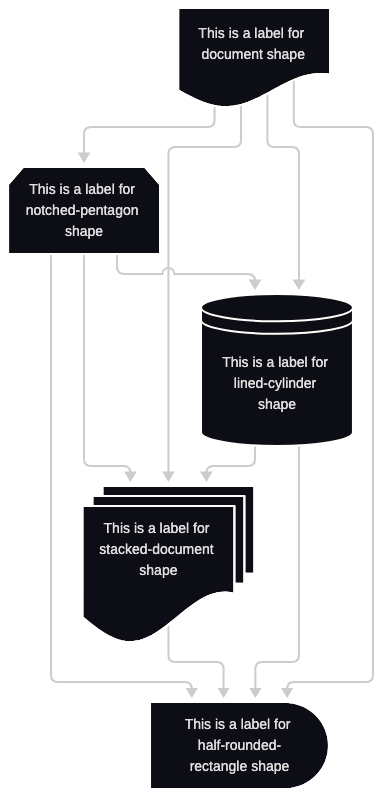 This is a label for
document shape
This is a label for
notched-pentagon
shape
This is a label for
lined-cylinder
shape
This is a label for
stacked-document
shape
This is a label for
half-rounded-
rectangle shape